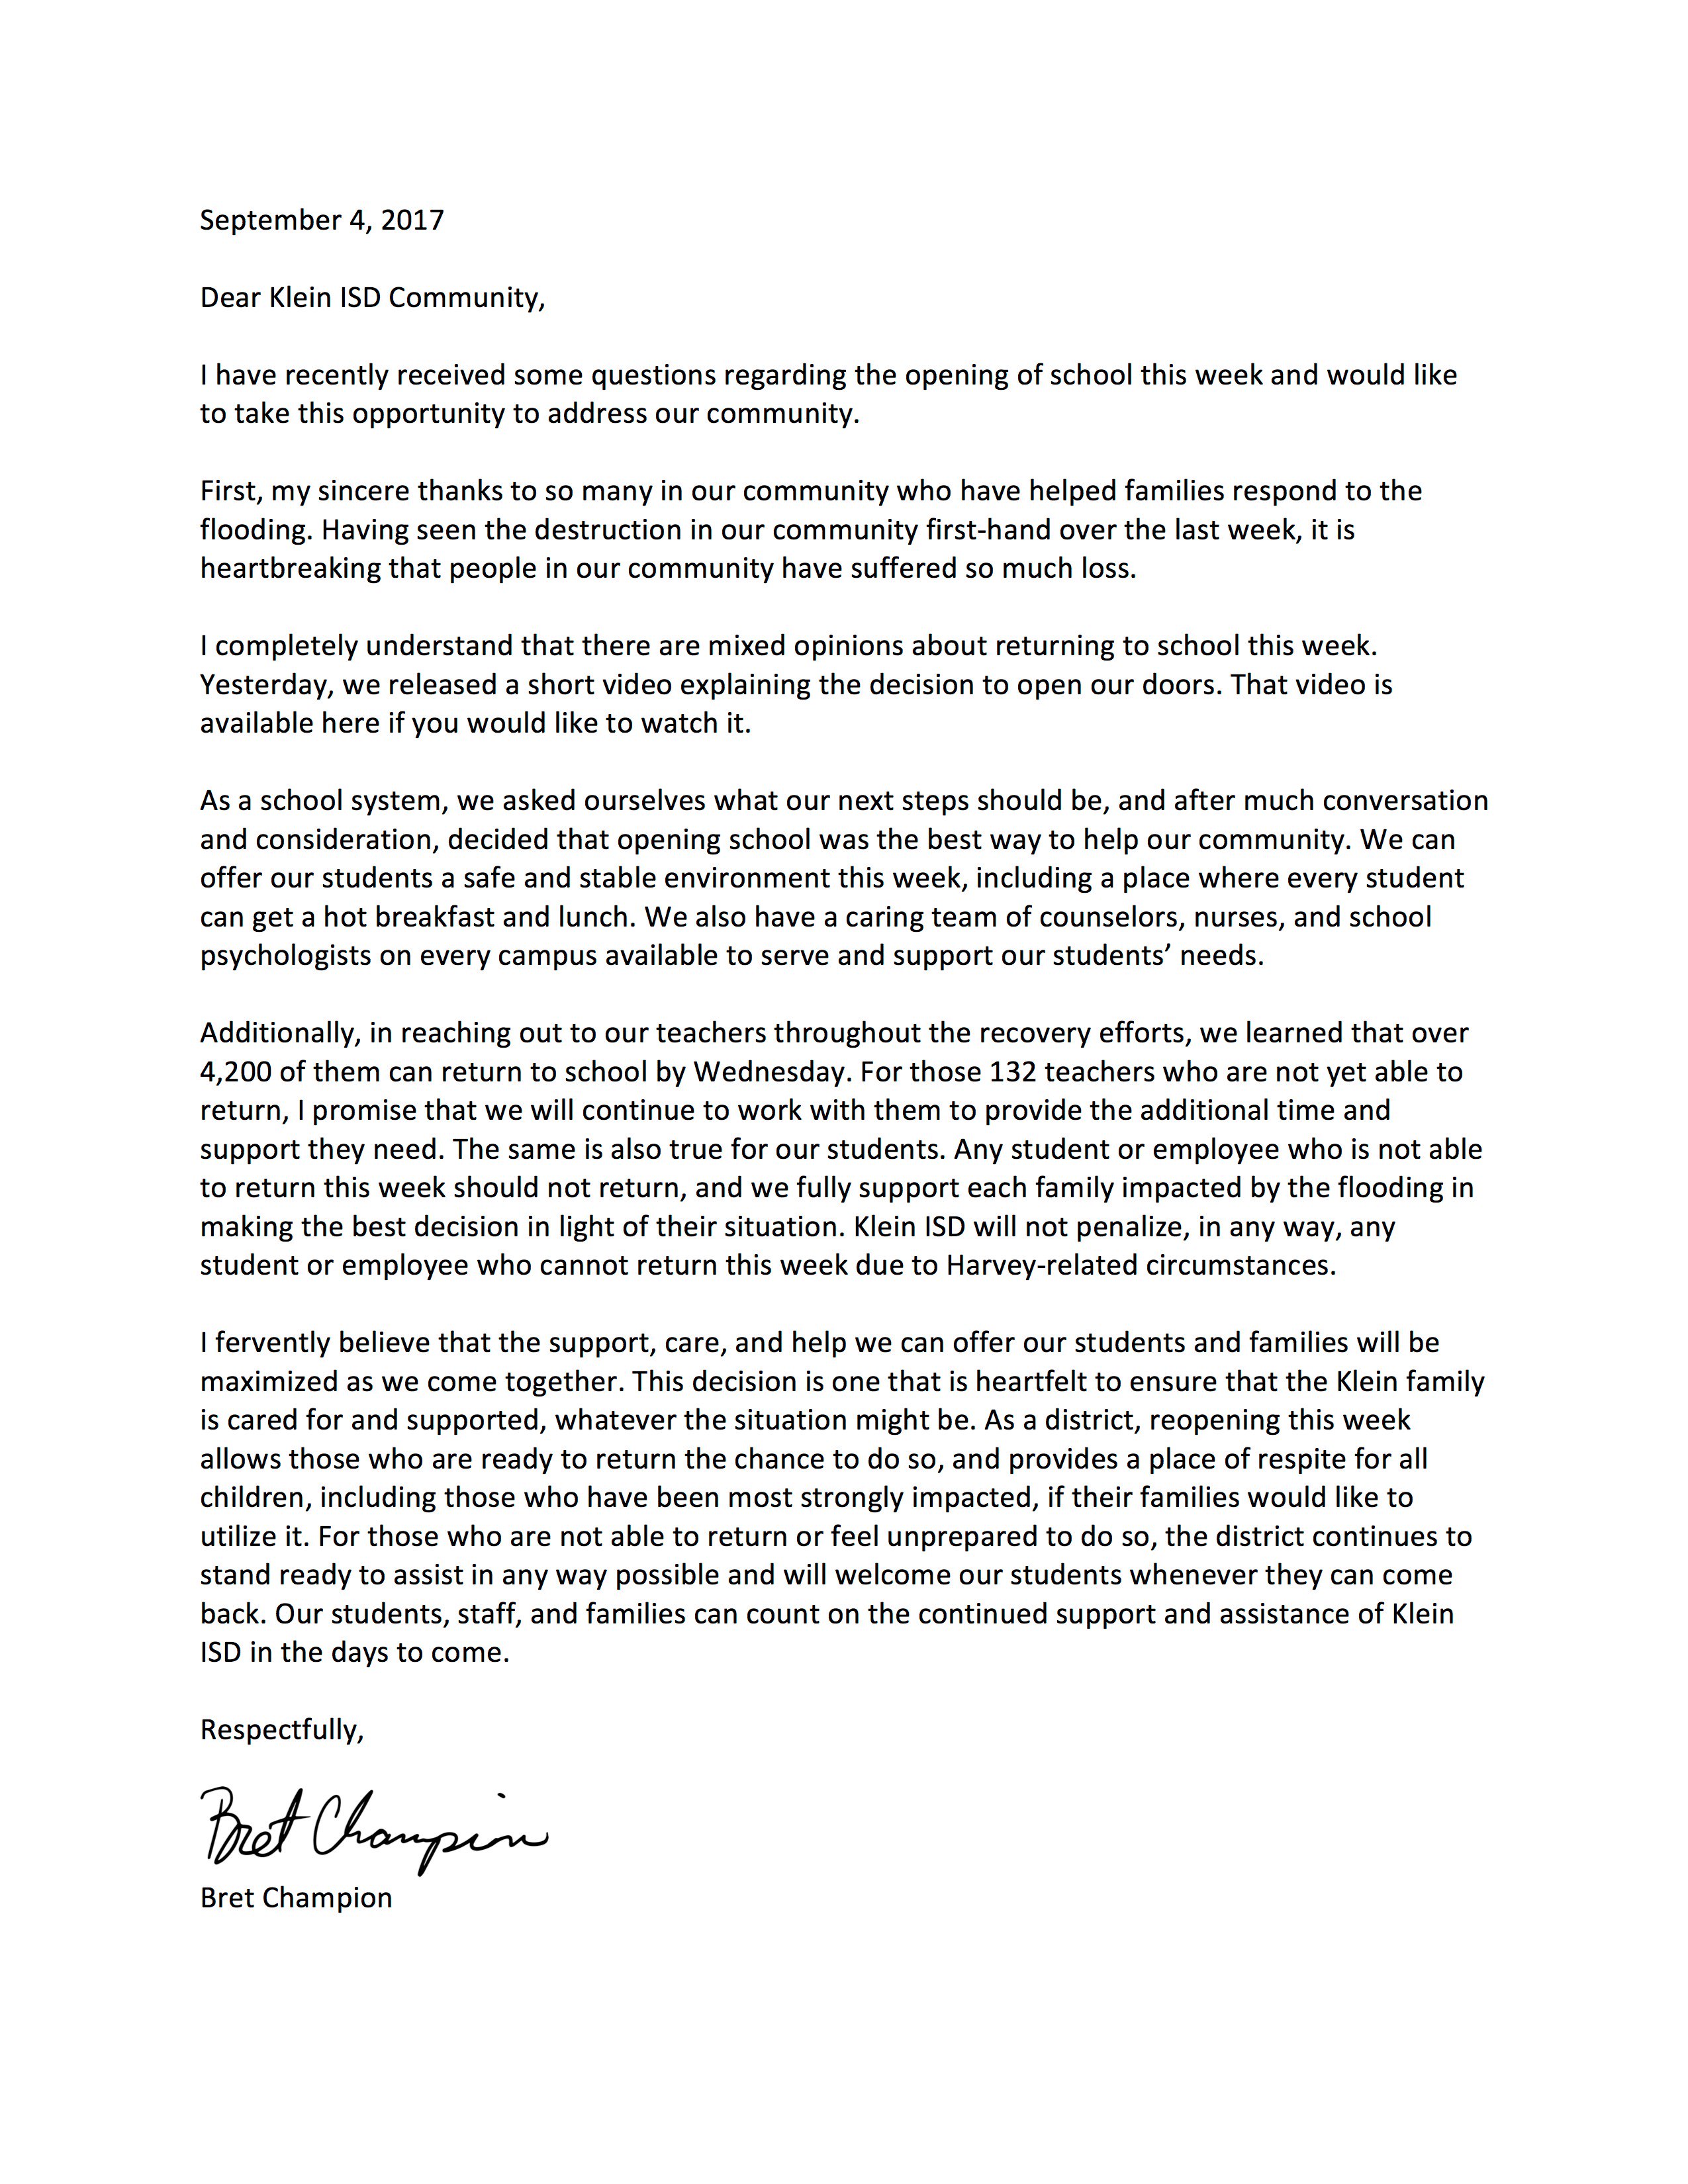 September 4, 2017
Dear Klein ISD Community,
I have recently received some questions regarding the opening of school this week and would like
to take this opportunity to address our community.
First, my sincere thanks to so many in our community who have helped families respond to the
flooding. Having seen the destruction in our community first-hand over the last week, it is
heartbreaking that people in our community have suffered so much loss.
I completely understand that there are mixed opinions about returning to school this week.
Yesterday, we released a short video explaining the decision to open our doors. That video is
available here if you would like to watch it.
As a school system, we asked ourselves what our next steps should be, and after much conversation
and consideration, decided that opening school was the best way to help our community. We can
offer our students a safe and stable environment this week, including a place where every student
can get a hot breakfast and lunch. We also have a caring team of counselors, nurses, and school
psychologists on every campus available to serve and support our students’ needs.
Additionally, in reaching out to our teachers throughout the recovery efforts, we learned that over
4,200 of them can return to school by Wednesday. For those 132 teachers who are not yet able to
return, I promise that we will continue to work with them to provide the additional time and
support they need. The same is also true for our students. Any student or employee who is not able
to return this week should not return, and we fully support each family impacted by the flooding in
making the best decision in light of their situation. Klein ISD will not penalize, in any way, any
student or employee who cannot return this week due to Harvey-related circumstances.
I fervently believe that the support, care, and help we can offer our students and families will be
maximized as we come together. This decision is one that is heartfelt to ensure that the Klein family
is cared for and supported, whatever the situation might be. As a district, reopening this week
allows those who are ready to return the chance to do so, and provides a place of respite for all
children, including those who have been most strongly impacted, if their families would like to
utilize it. For those who are not able to return or feel unprepared to do so, the district continues to
stand ready to assist in any way possible and will welcome our students whenever they can come
back. Our students, staff, and families can count on the continued support and assistance of Klein
ISD in the days to come.
Respectfully,
Bret Champion
Bret Champion